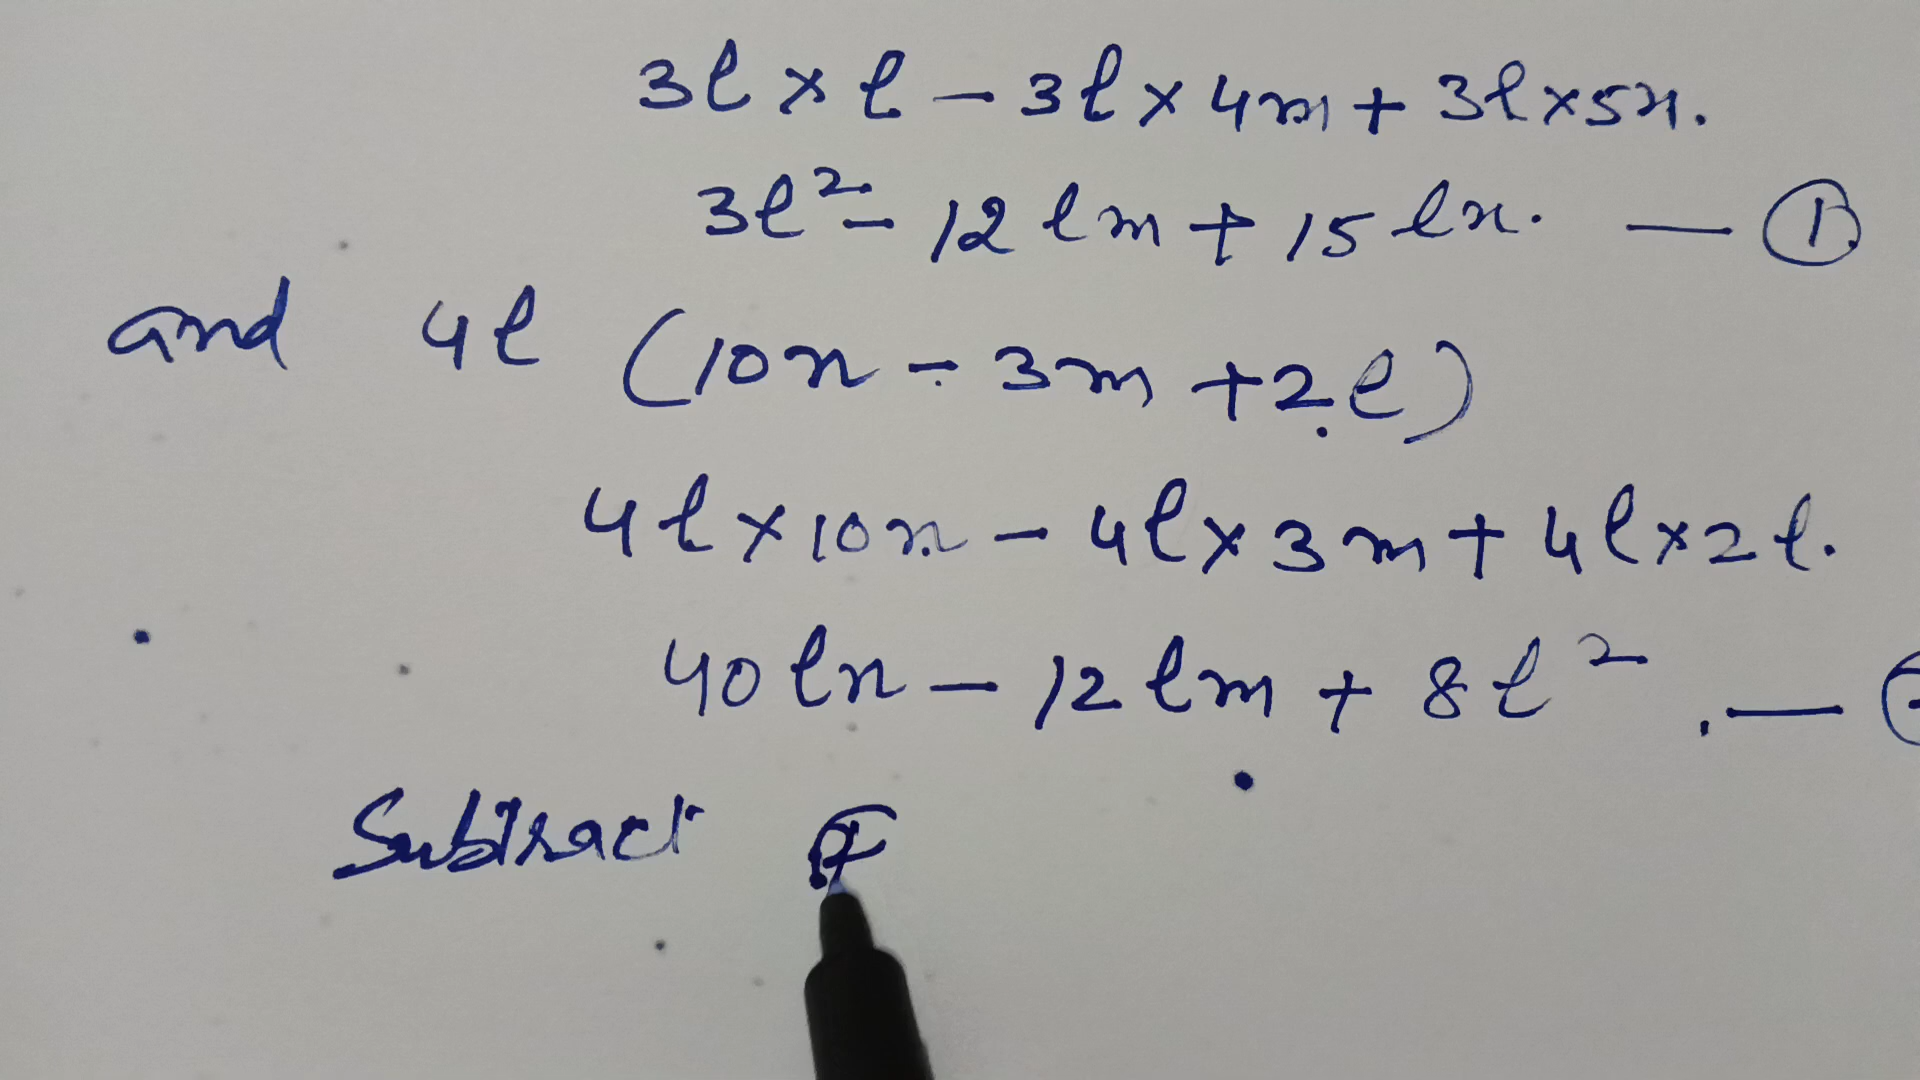 3l × l − 3l × 4m + 3l × 5n.
3l² − 12lm + 15ln. — ①
and 4l (10n − 3m + 2l)
4l × 10n − 4l × 3m + 4l × 2l.
40ln − 12lm + 8l². —
Subtract